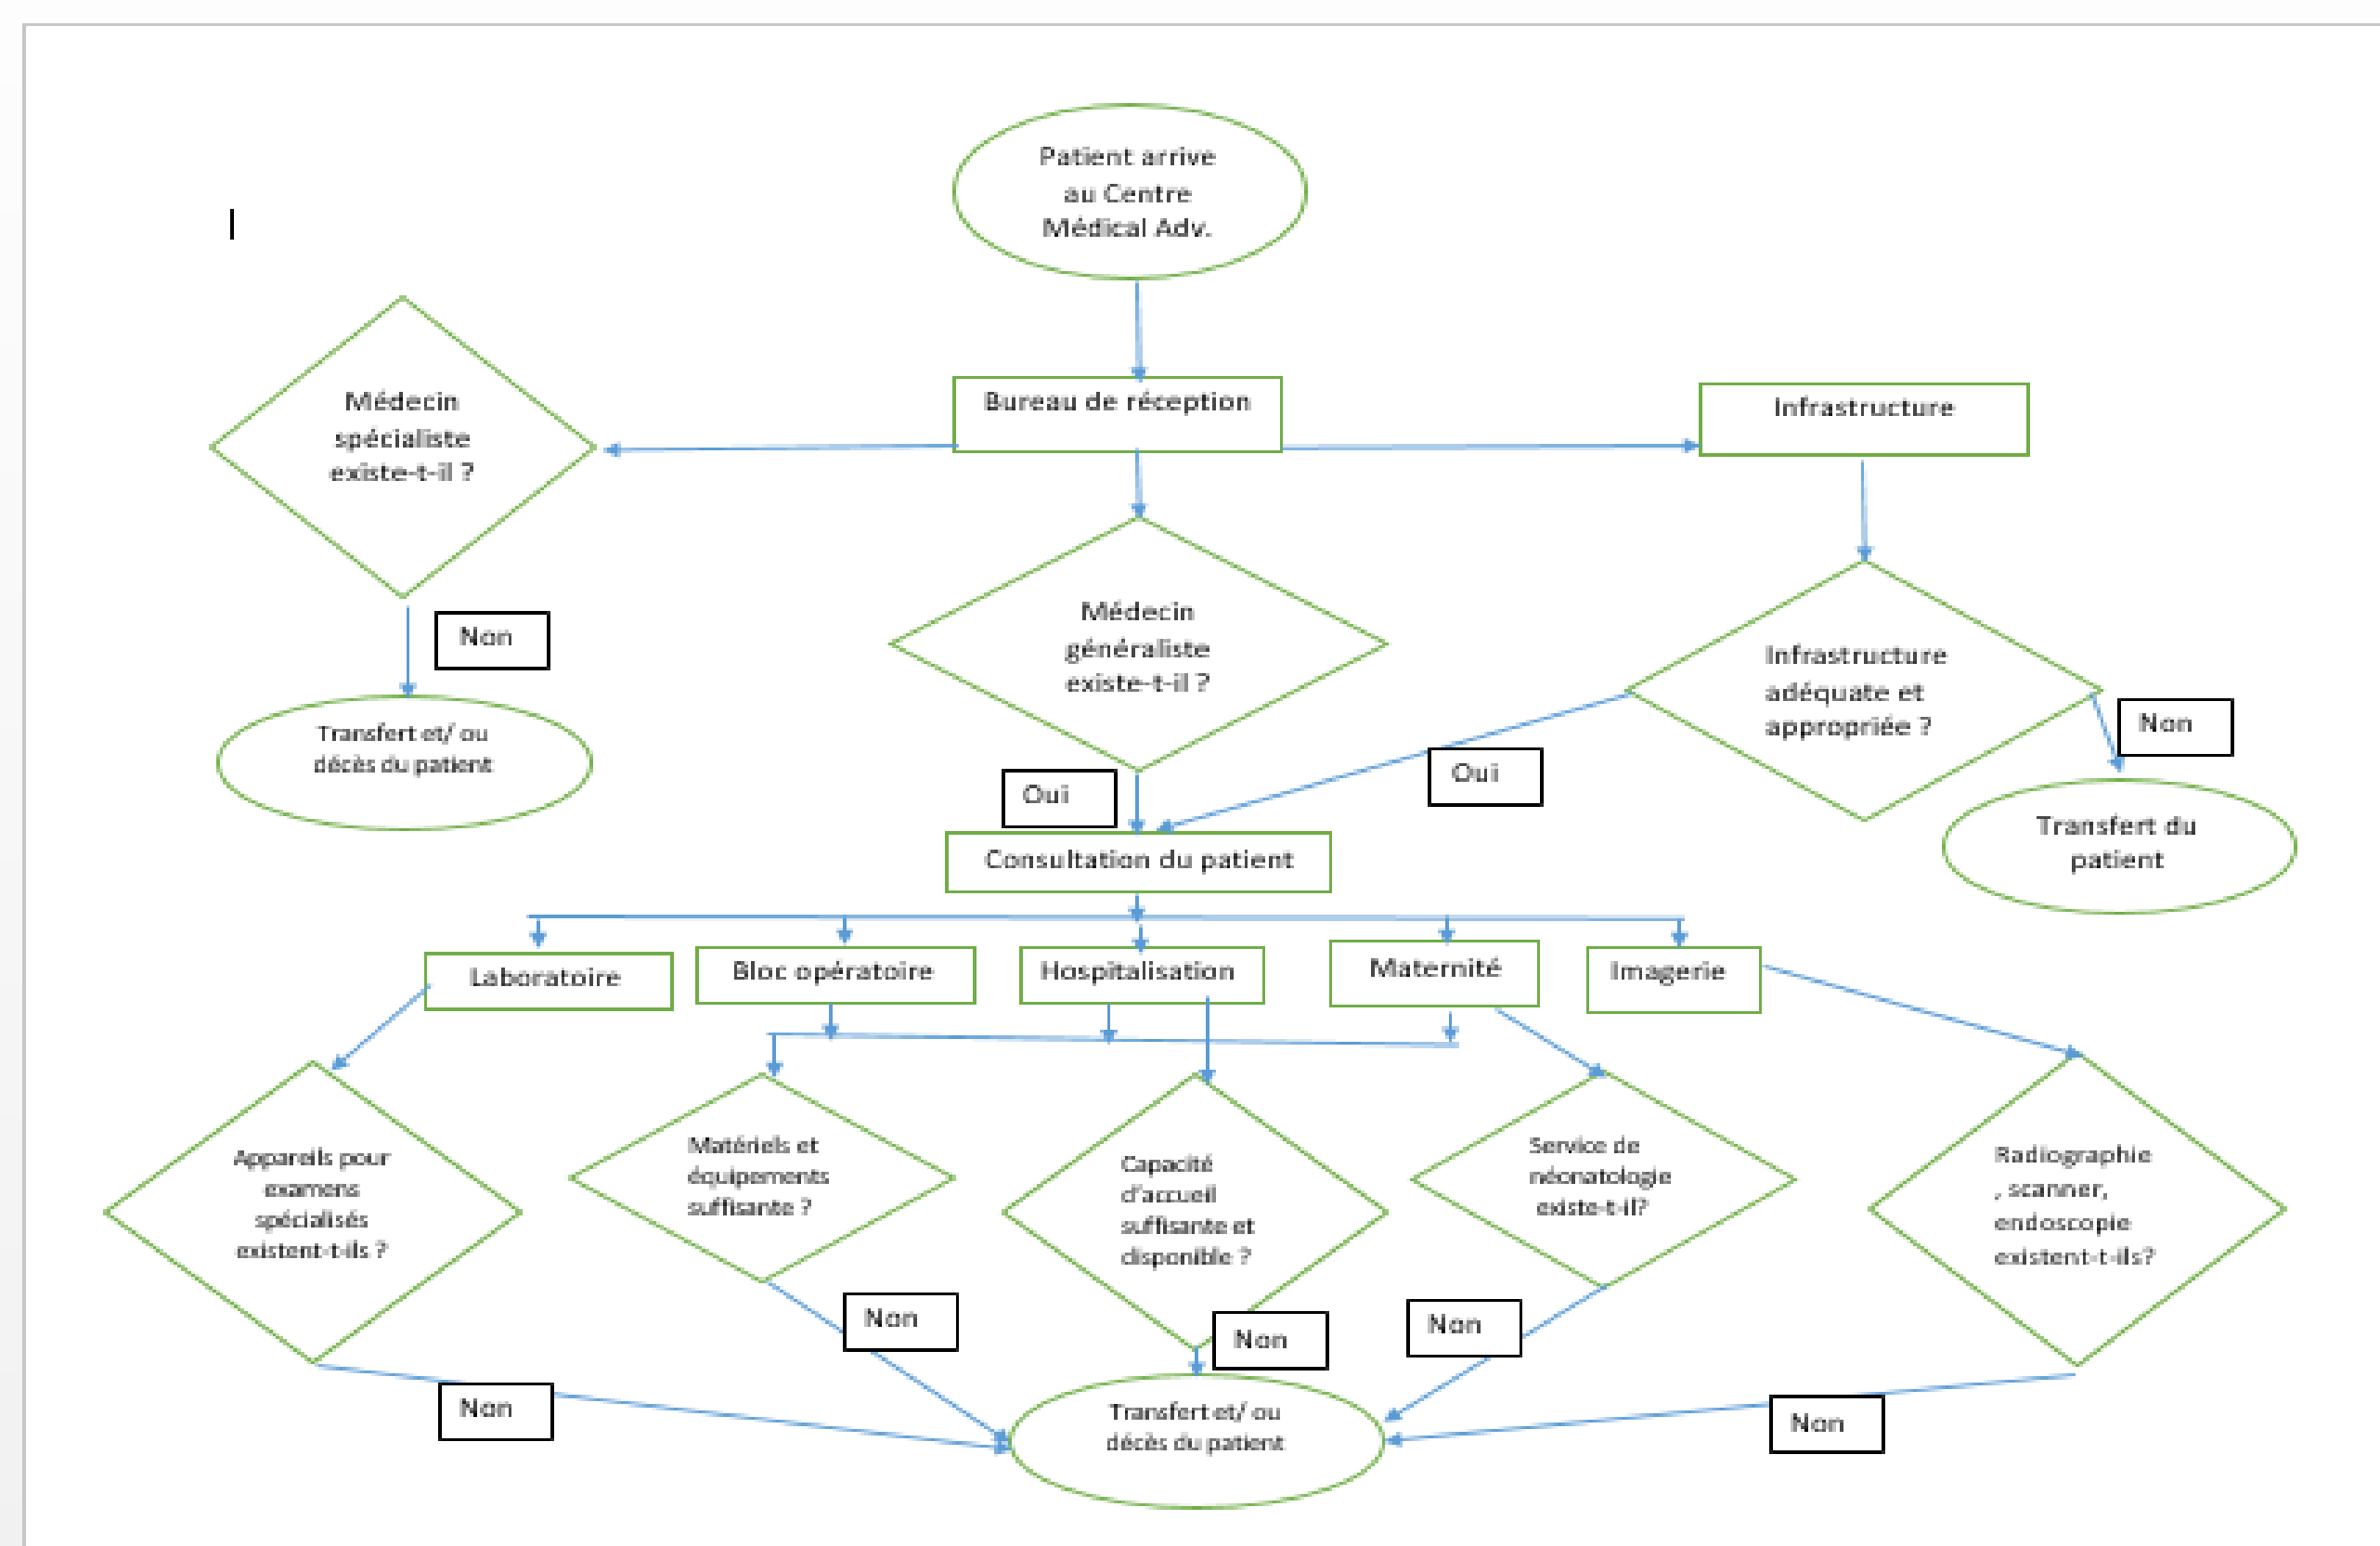 Patient arrive
au Centre
Médical Adv.
Médecin
spécialiste
existe-t-il ?
Bureau de réception
Infrastructure
Non
Médecin
généraliste
existe-t-il ?
Infrastructure
adéquate et
appropriée ?
Non
Transfert et/ ou
décès du patient
Oui
Oui
Transfert du
patient
Consultation du patient
Laboratoire
Bloc opératoire
Hospitalisation
Maternité
Imagerie
Appareils pour
examens
spécialisés
existent-t-ils ?
Matériels et
équipements
suffisante ?
Capacité
d'accueil
suffisante et
disponible ?
Service de
néonatologie
existe-t-il?
Radiographie
, scanner,
endoscopie
existent-t-ils?
Non
Non
Non
Non
Non
Transfert et/ ou
décès du patient